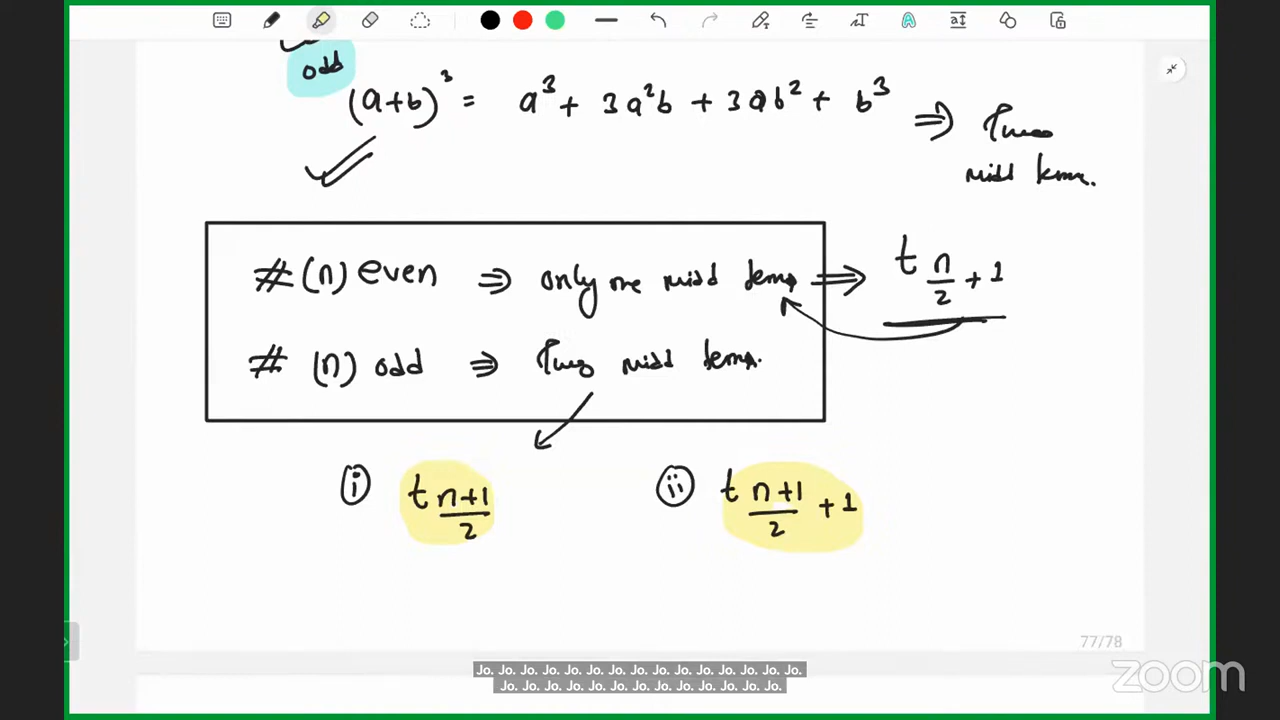 odd
(a+b)³ = a³ + 3a²b + 3ab² + b³ ⇒ Two
midd term.
# (n) even ⇒ only one midd term ⇒ t n/2 + 1
# (n) odd ⇒ Two midd term.
(i) t (n+1)/2 (ii) t (n+1)/2 + 1
77/78
Jo. Jo. Jo. Jo. Jo. Jo. Jo. Jo. Jo. Jo. Jo. Jo. Jo. Jo. Jo.
Jo. Jo. Jo. Jo. Jo. Jo. Jo. Jo. Jo. Jo. Jo. Jo. Jo.
zoom